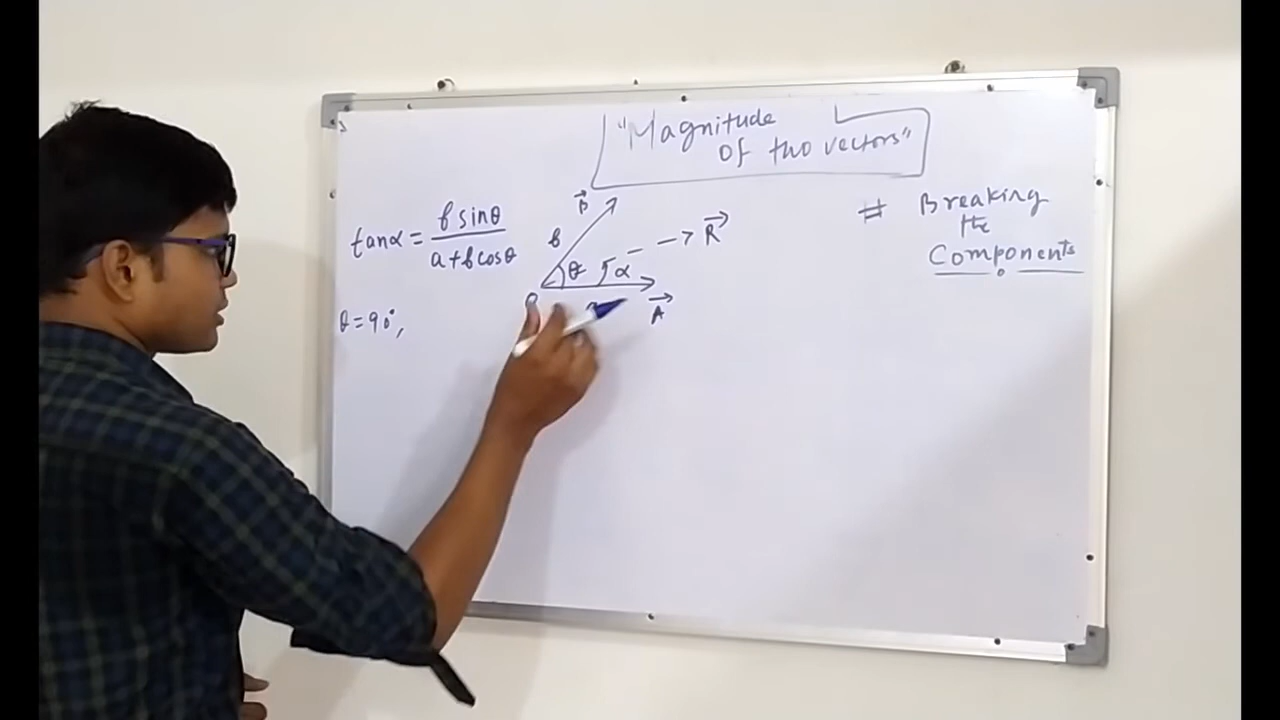 "Magnitude
of two vectors"
# Breaking
the
Components
tanα = b sinθ / a + b cosθ
b
θ
α
R⃗
A⃗
θ = 90°,